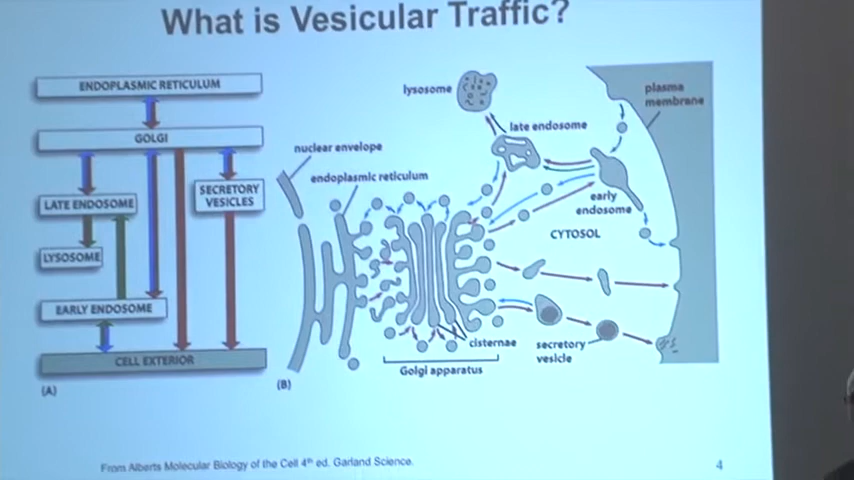 What is Vesicular Traffic?
ENDOPLASMIC RETICULUM
GOLGI
LATE ENDOSOME
SECRETORY
VESICLES
LYSOSOME
EARLY ENDOSOME
CELL EXTERIOR
(A)
nuclear envelope
endoplasmic reticulum
lysosome
late endosome
plasma
membrane
early
endosome
CYTOSOL
cisternae
Golgi apparatus
secretory
vesicle
(B)
From Alberts Molecular Biology of the Cell 4th ed. Garland Science.
4